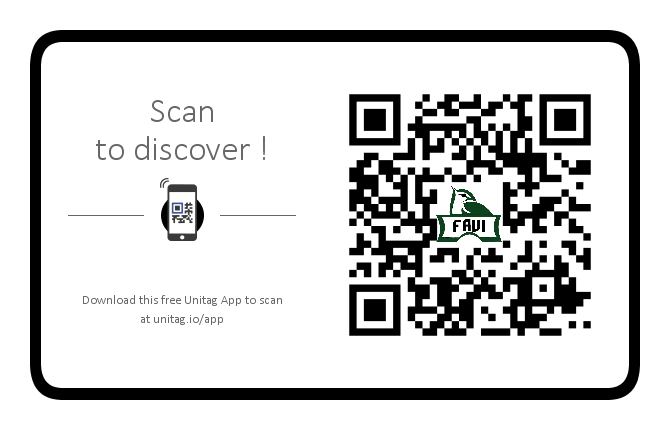 Scan
to discover !
Download this free Unitag App to scan
at unitag.io/app
FAVI